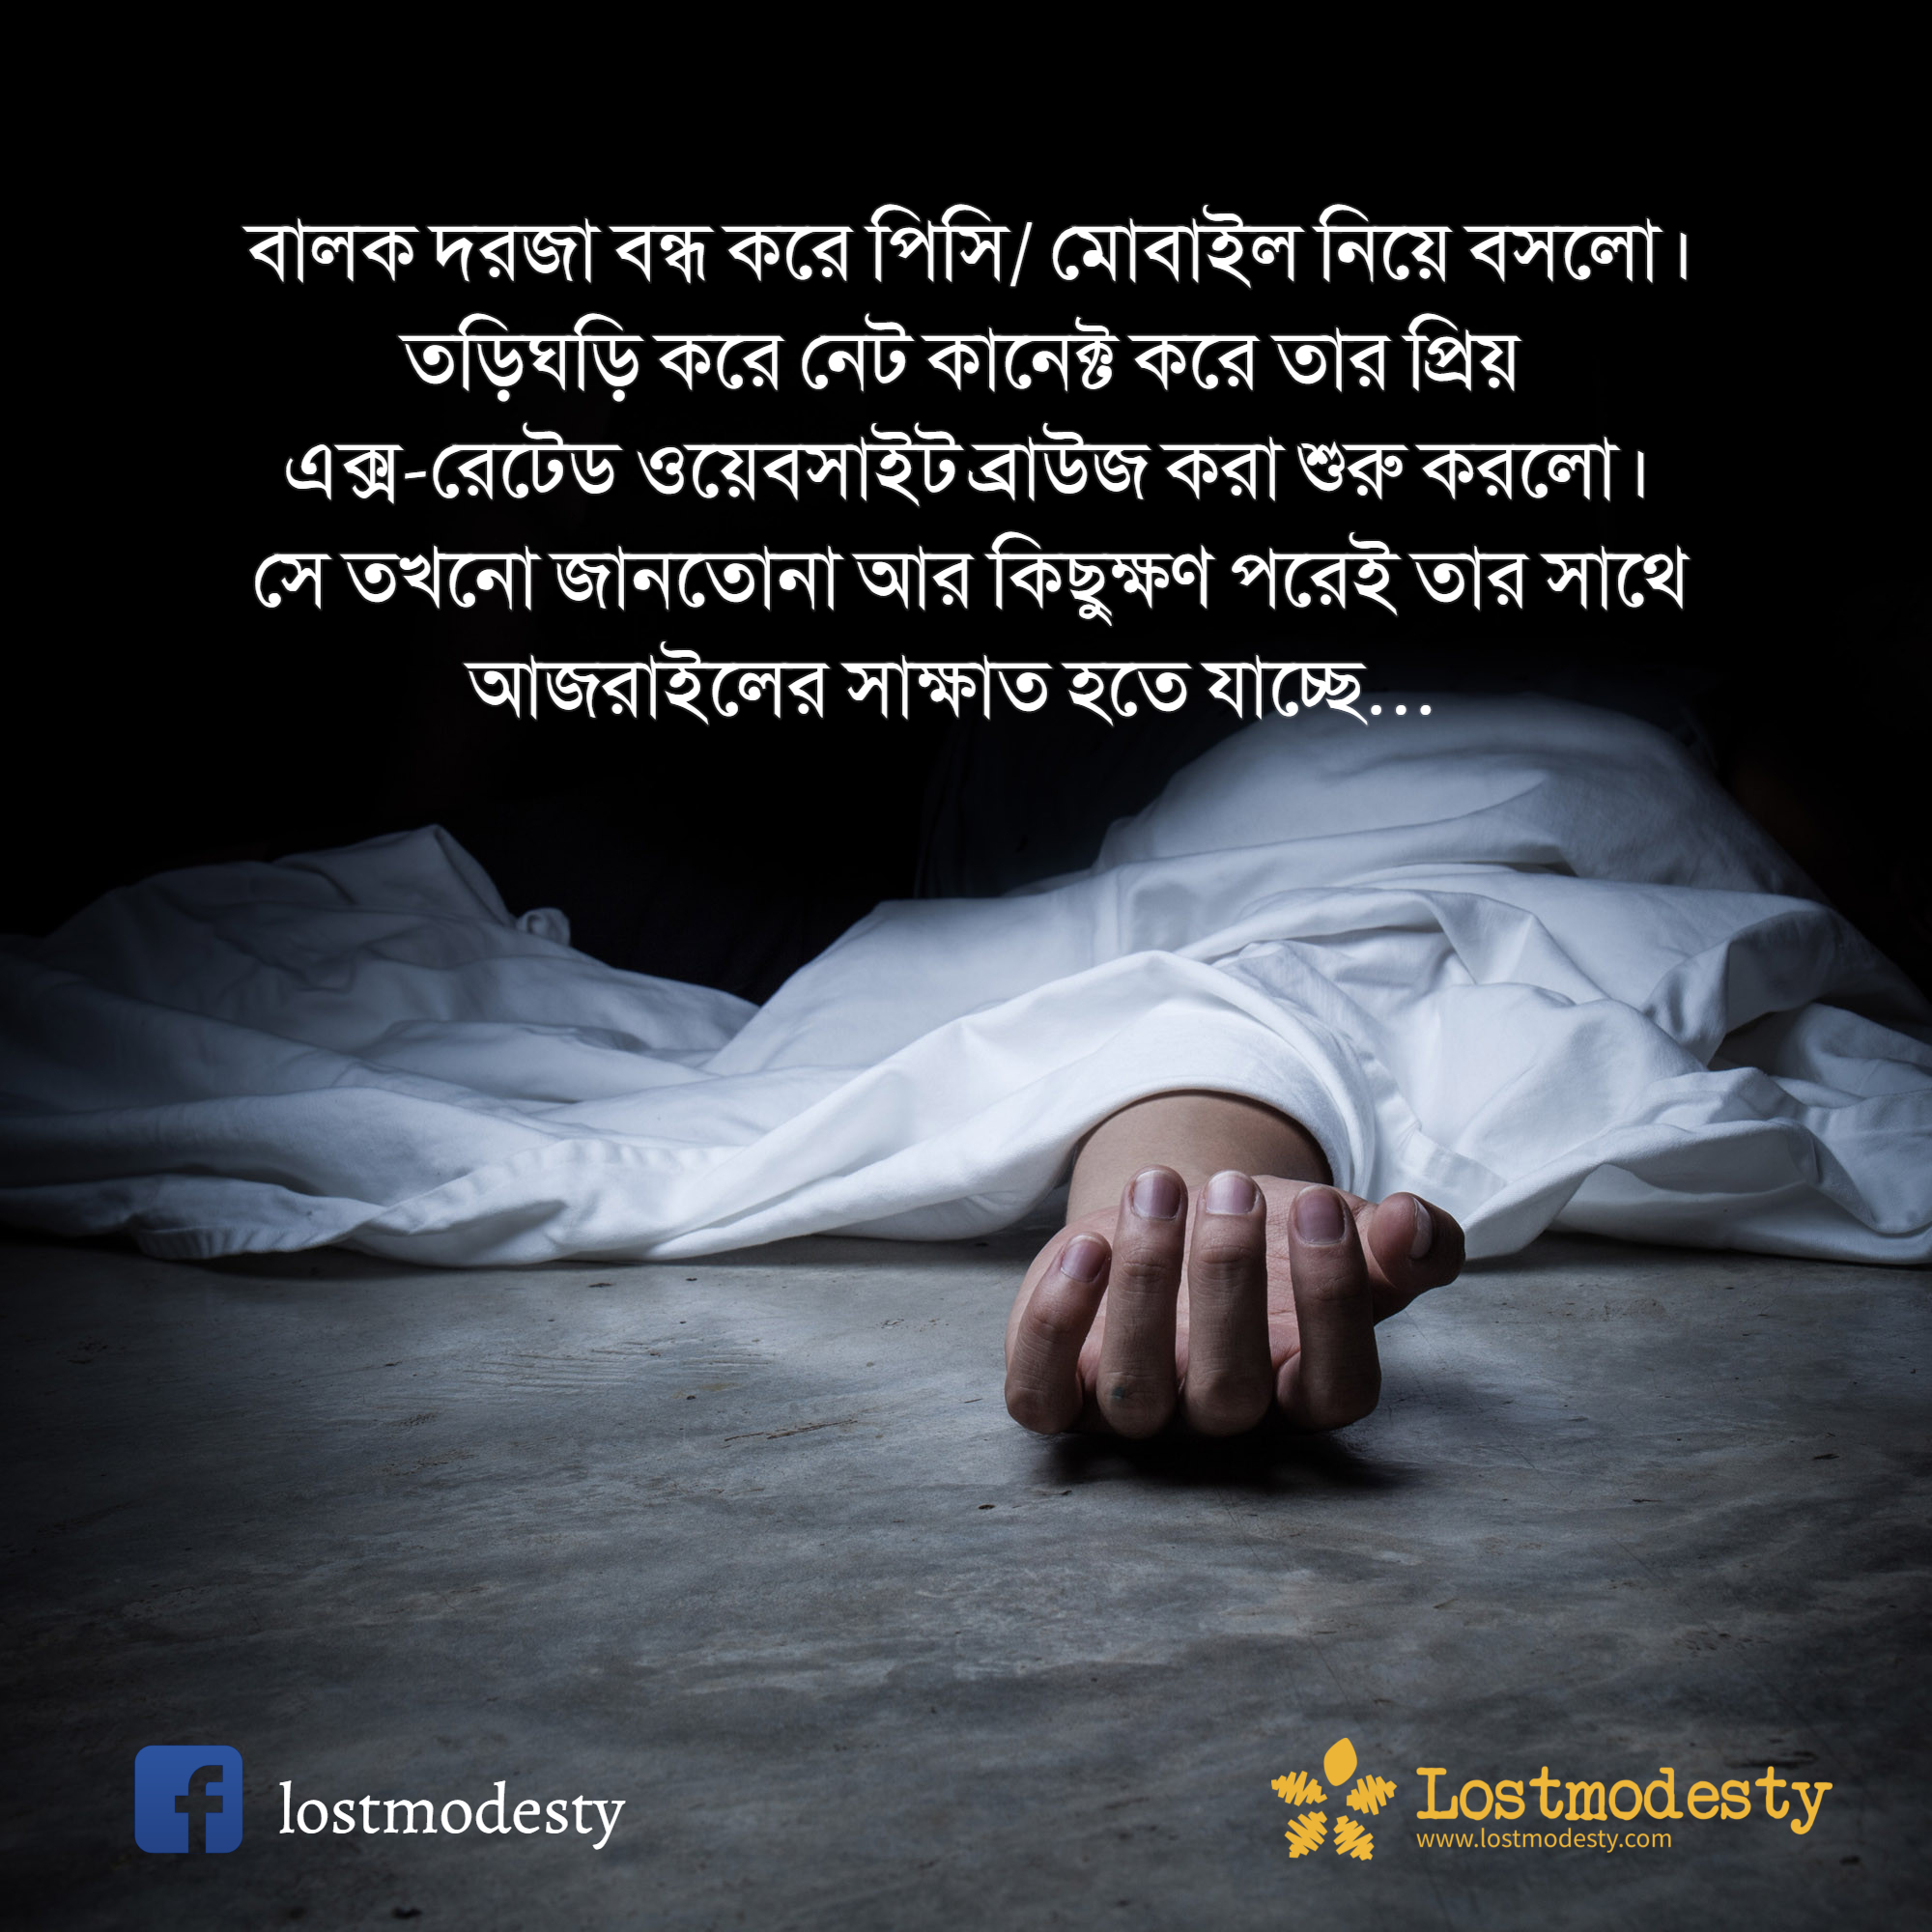 বালক দরজা বন্ধ করে পিসি/ মোবাইল নিয়ে বসলো।
তড়িঘড়ি করে নেট কানেক্ট করে তার প্রিয়
এক্স-রেটেড ওয়েবসাইট ব্রাউজ করা শুরু করলো।
সে তখনো জানতোনা আর কিছুক্ষণ পরেই তার সাথে
আজরাইলের সাক্ষাত হতে যাচ্ছে...
lostmodesty
Lostmodesty
www.lostmodesty.com